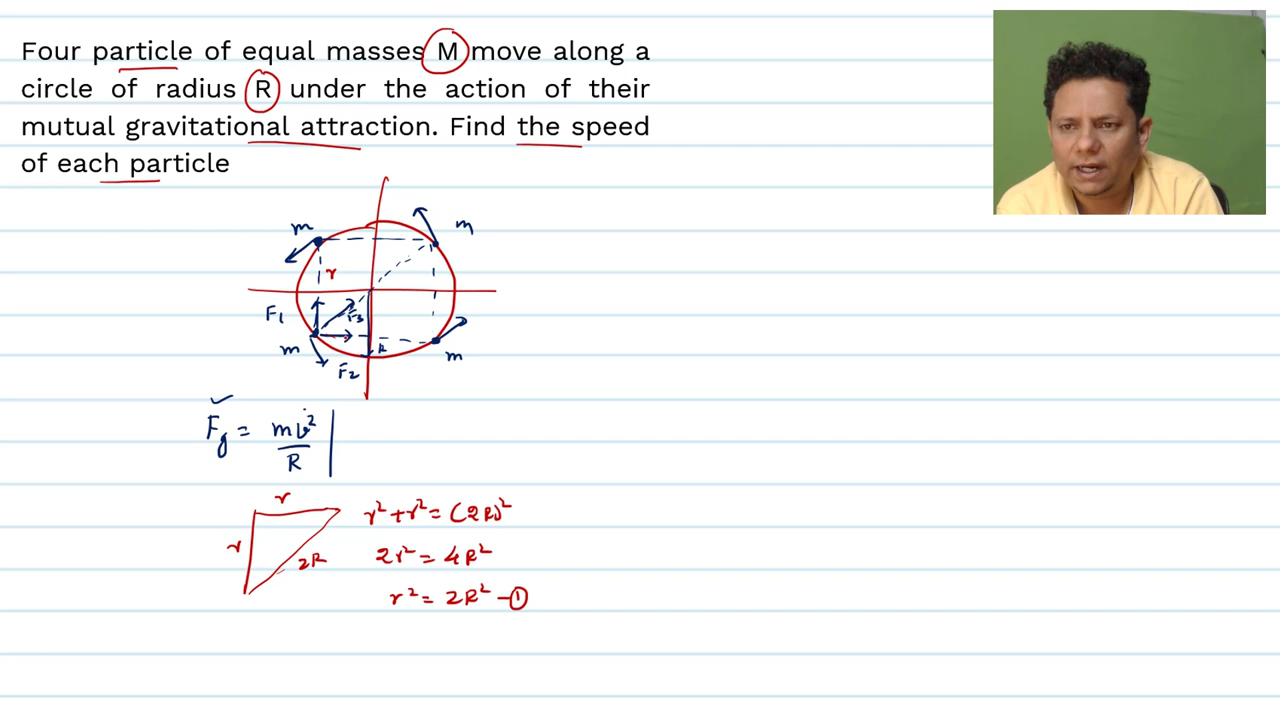 Four particle of equal masses M move along a
circle of radius R under the action of their
mutual gravitational attraction. Find the speed
of each particle
m
m
r
F1
F3
m
R
m
F2
Fg = mv²/R
r
r
2R
r² + r² = (2R)²
2r² = 4R²
r² = 2R² - ①